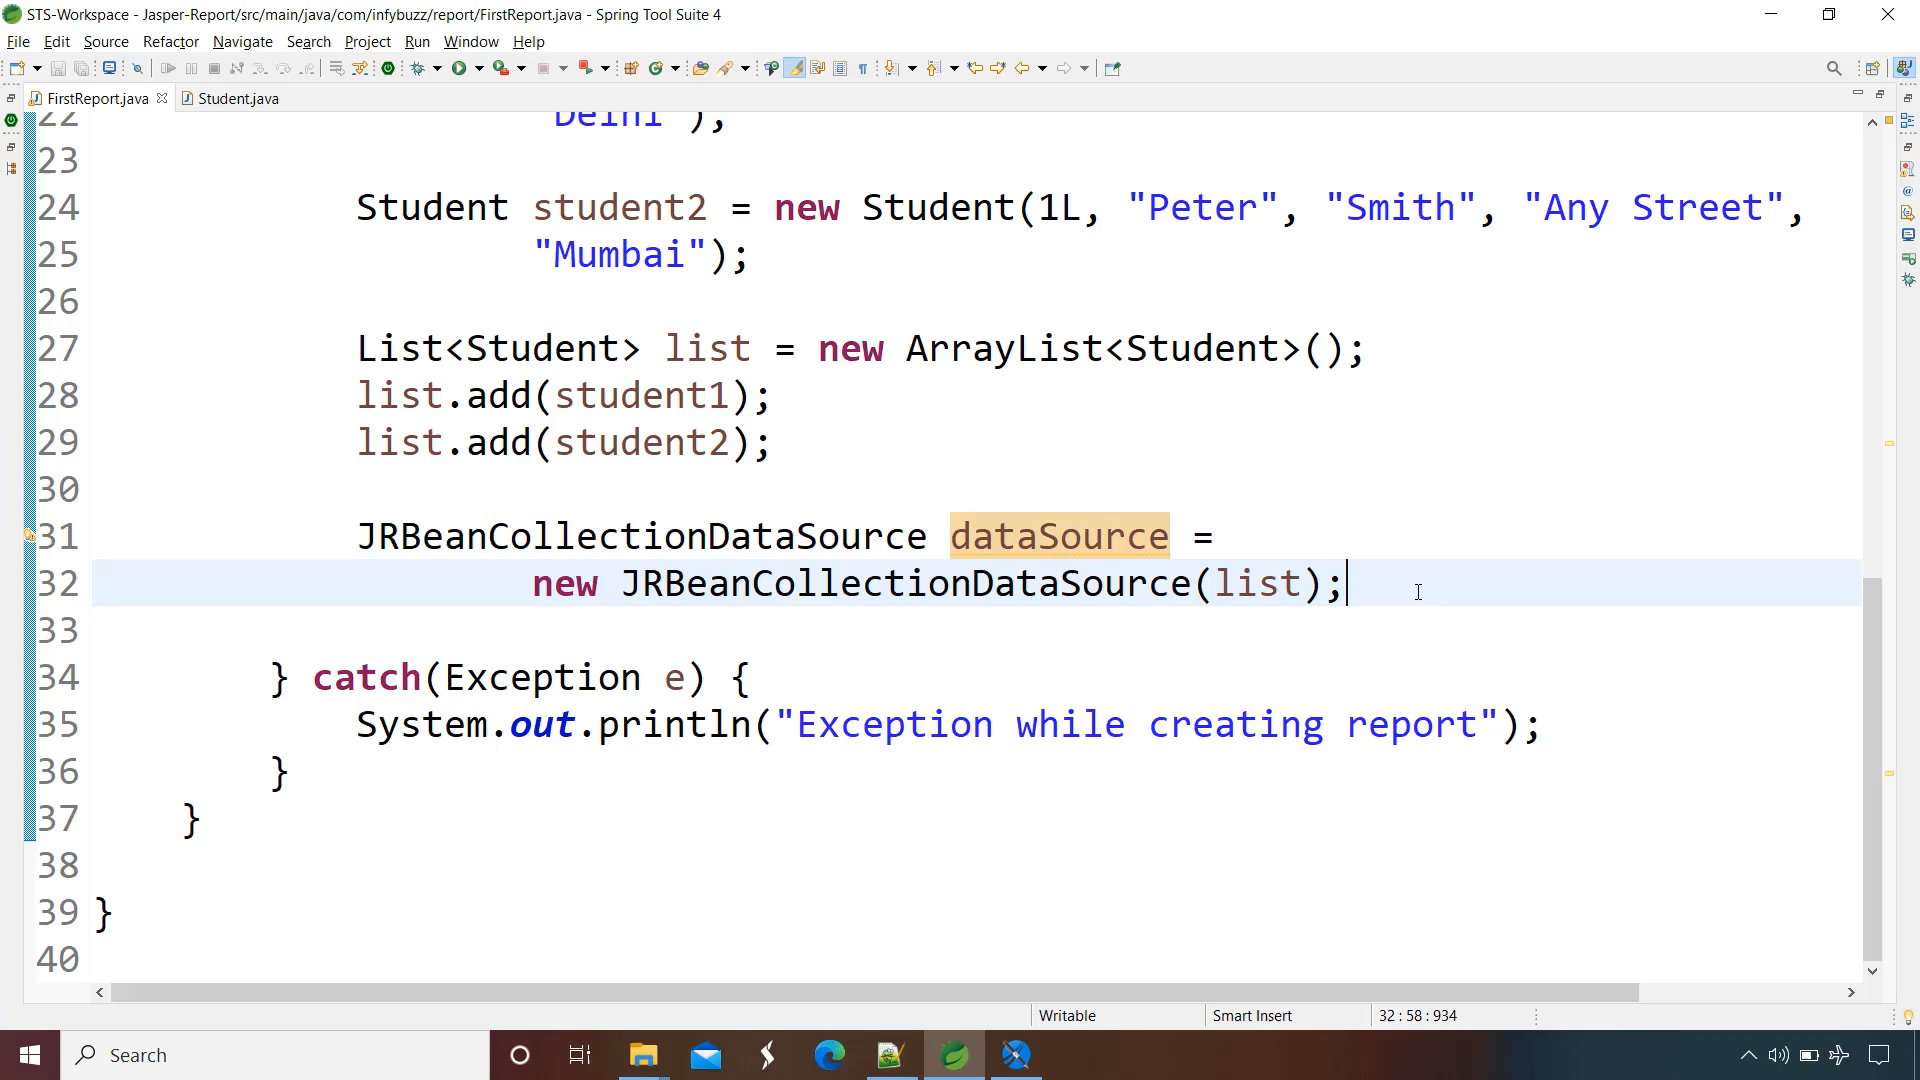 STS-Workspace - Jasper-Report/src/main/java/com/infybuzz/report/FirstReport.java - Spring Tool Suite 4
File Edit Source Refactor Navigate Search Project Run Window Help
FirstReport.java Student.java
22 "Delhi");
23
24 Student student2 = new Student(1L, "Peter", "Smith", "Any Street",
25 "Mumbai");
26
27 List<Student> list = new ArrayList<Student>();
28 list.add(student1);
29 list.add(student2);
30
31 JRBeanCollectionDataSource dataSource =
32 new JRBeanCollectionDataSource(list);
33
34 } catch(Exception e) {
35 System.out.println("Exception while creating report");
36 }
37 }
38
39 }
40
Writable Smart Insert 32 : 58 : 934
Search